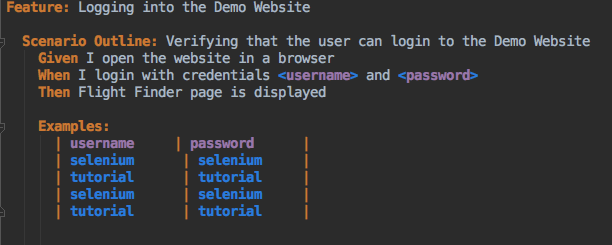 Feature: Logging into the Demo Website
Scenario Outline: Verifying that the user can login to the Demo Website
Given I open the website in a browser
When I login with credentials <username> and <password>
Then Flight Finder page is displayed
Examples:
| username | password |
| selenium | selenium |
| tutorial | tutorial |
| selenium | selenium |
| tutorial | tutorial |